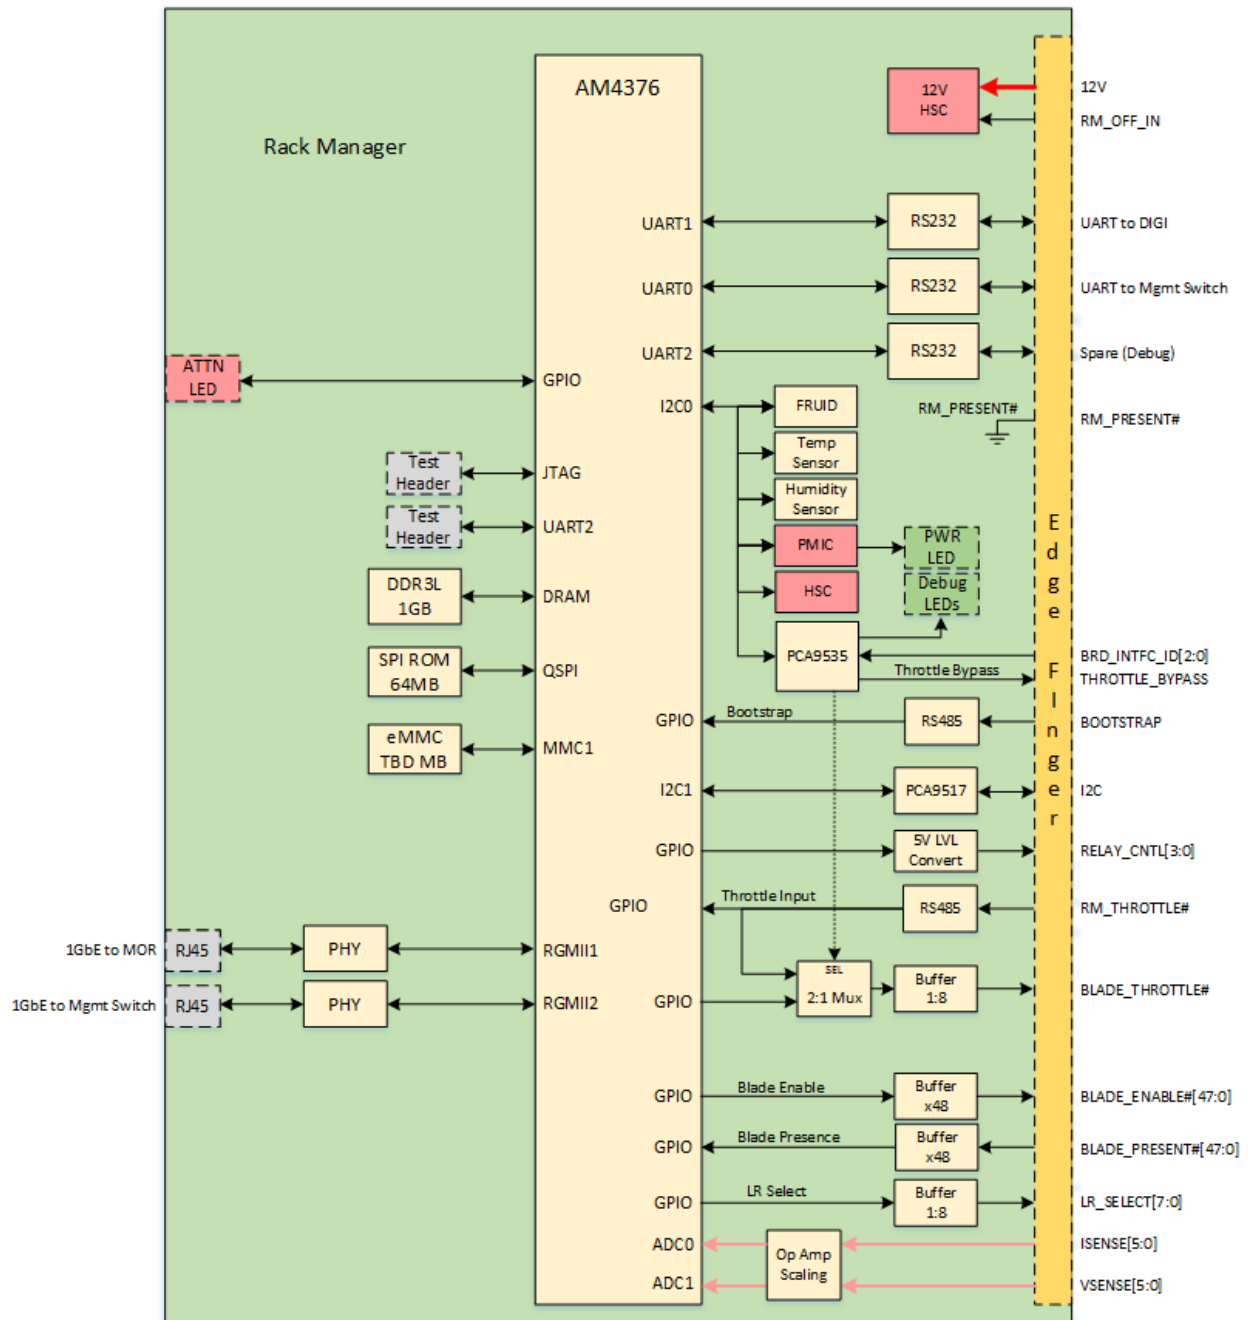 AM4376
Rack Manager
12V
HSC
12V
RM_OFF_IN
UART1
RS232
UART to DIGI
UART0
RS232
UART to Mgmt Switch
UART2
RS232
Spare (Debug)
ATTN
LED
GPIO
I2C0
FRUID
RM_PRESENT#
RM_PRESENT#
Temp
Sensor
Test
Header
JTAG
Humidity
Sensor
Test
Header
UART2
PMIC
PWR
LED
DDR3L
1GB
DRAM
HSC
Debug
LEDs
Edge FInger
SPI ROM
64MB
QSPI
PCA9535
BRD_INTFC_ID[2:0]
Throttle Bypass
THROTTLE_BYPASS
GPIO
Bootstrap
RS485
BOOTSTRAP
eMMC
TBD MB
MMC1
I2C1
PCA9517
I2C
GPIO
5V LVL
Convert
RELAY_CNTL[3:0]
GPIO
Throttle Input
RS485
RM_THROTTLE#
1GbE to MOR
RJ45
PHY
RGMII1
SEL
2:1 Mux
Buffer
1:8
BLADE_THROTTLE#
1GbE to Mgmt Switch
RJ45
PHY
RGMII2
GPIO
GPIO
Blade Enable
Buffer
x48
BLADE_ENABLE#[47:0]
GPIO
Blade Presence
Buffer
x48
BLADE_PRESENT#[47:0]
GPIO
LR Select
Buffer
1:8
LR_SELECT[7:0]
ADC0
Op Amp
Scaling
ISENSE[5:0]
ADC1
VSENSE[5:0]